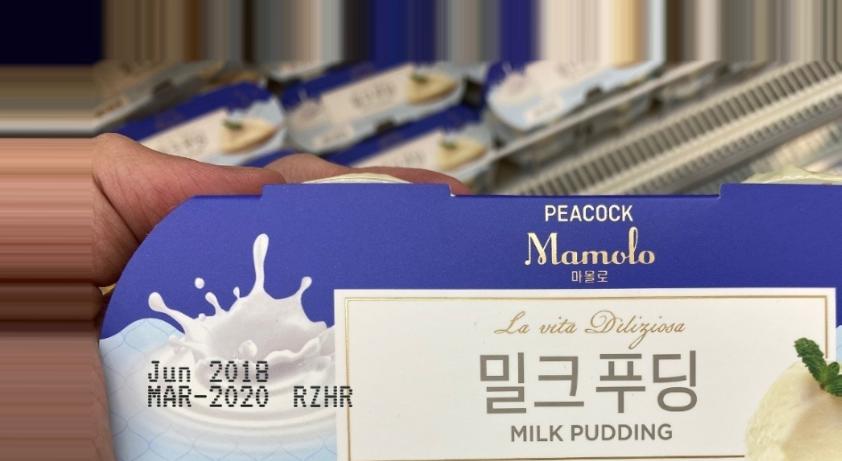 PEACOCK
Mamolo
마몰로
La vita Diliziosa
밀크푸딩
MILK PUDDING
Jun 2018
MAR-2020 RZHR